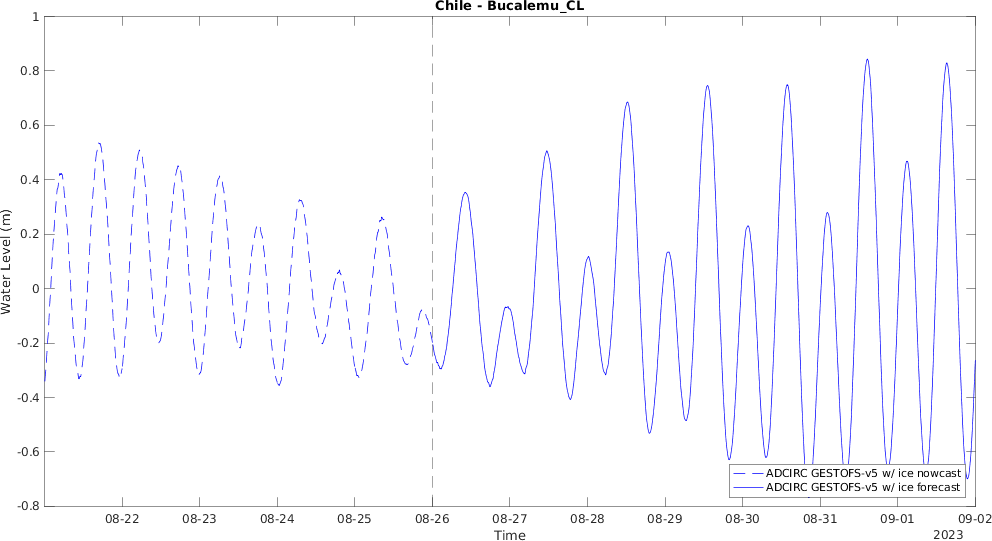 Chile - Bucalemu_CL
Water Level (m)
1
0.8
0.6
0.4
0.2
0
-0.2
-0.4
-0.6
-0.8
ADCIRC GESTOFS-v5 w/ ice nowcast
ADCIRC GESTOFS-v5 w/ ice forecast
08-22 08-23 08-24 08-25 08-26 08-27 08-28 08-29 08-30 08-31 09-01 09-02
Time
2023